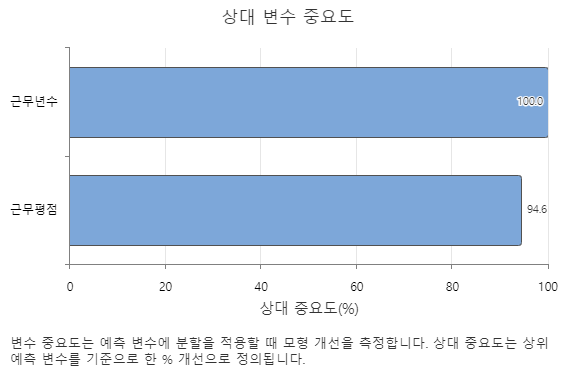 상대 변수 중요도
근무년수
100.0
근무평점
94.6
0 20 40 60 80 100
상대 중요도(%)
변수 중요도는 예측 변수에 분할을 적용할 때 모형 개선을 측정합니다. 상대 중요도는 상위
예측 변수를 기준으로 한 % 개선으로 정의됩니다.